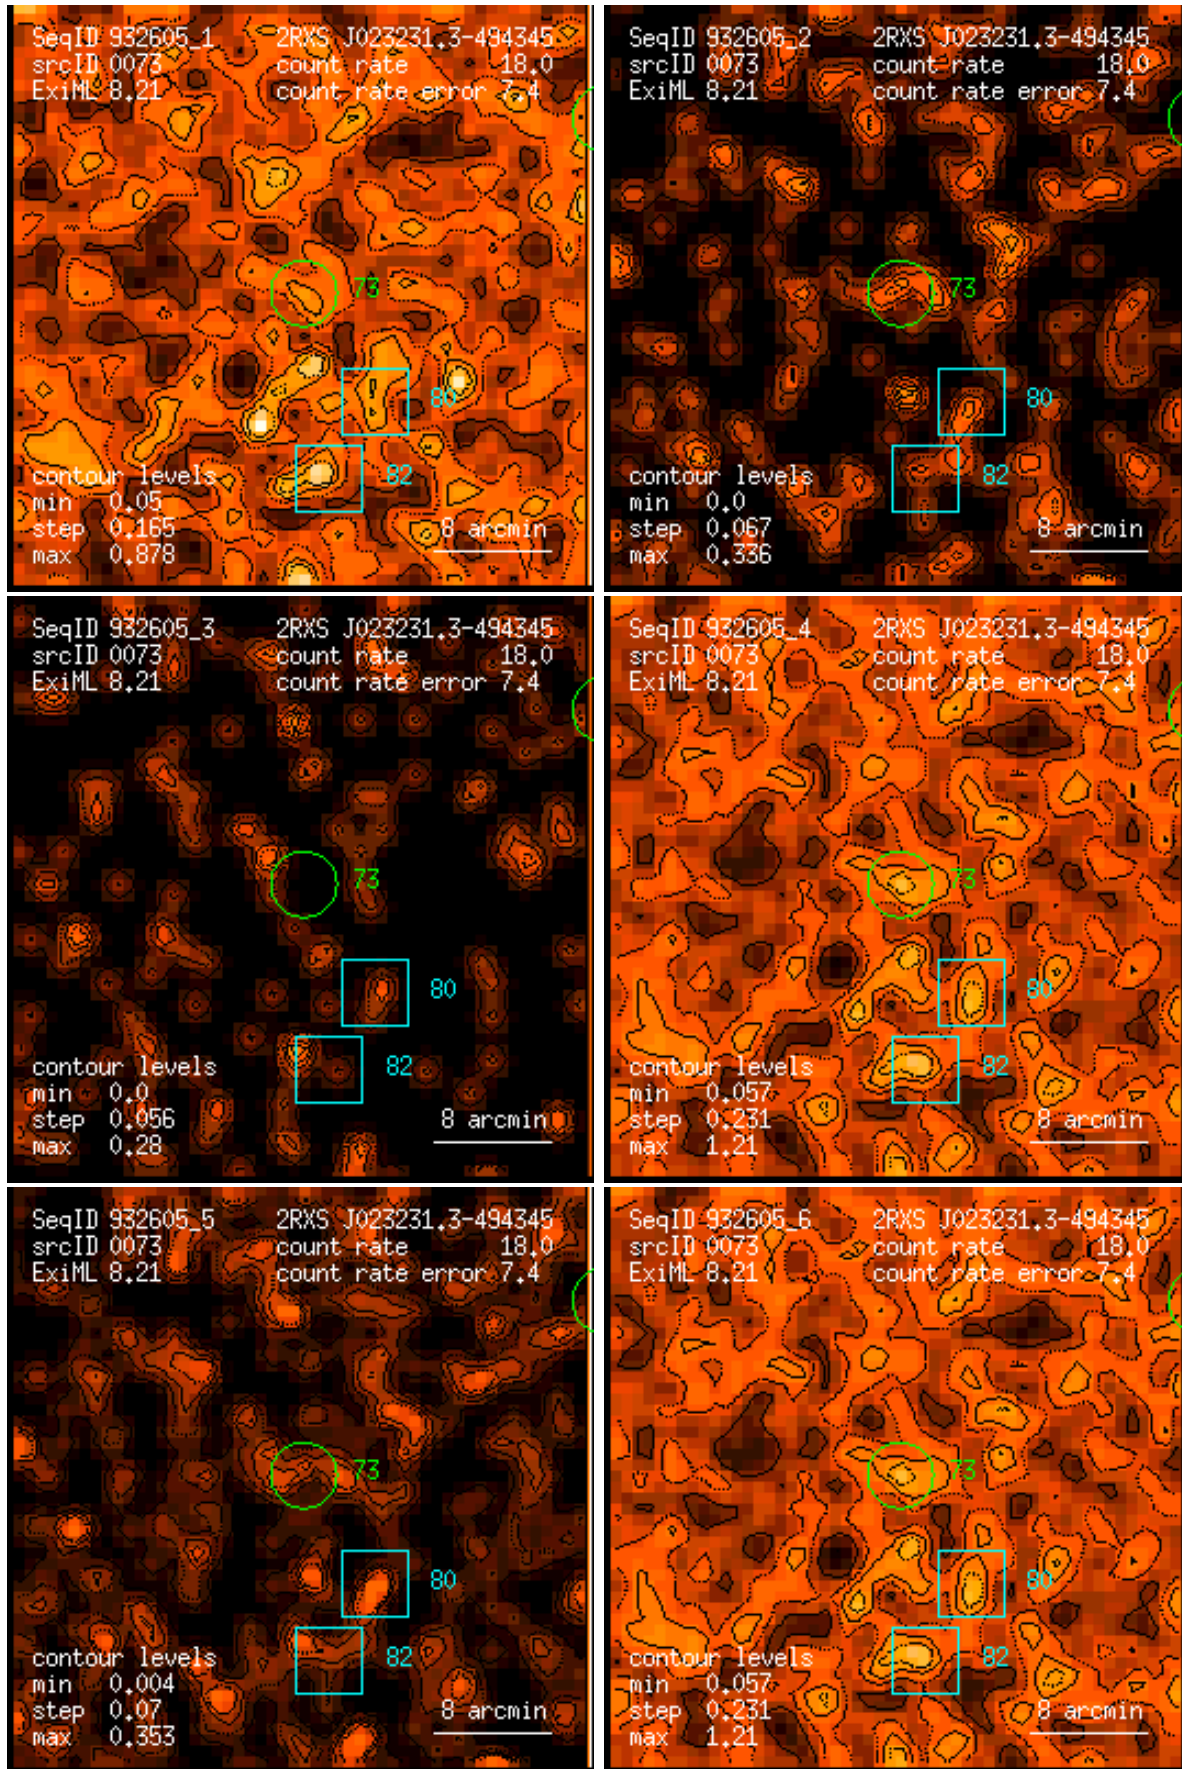 SeqID 932605_1 2RXS J023231.3-494345
srcID 0073 count rate 18.0
ExiML 8.21 count rate error 7.4
73
80
82
contour levels
min 0.05
step 0.165 8 arcmin
max 0.878
SeqID 932605_2 2RXS J023231.3-494345
srcID 0073 count rate 18.0
ExiML 8.21 count rate error 7.4
73
80
82
contour levels
min 0.0
step 0.067 8 arcmin
max 0.336
SeqID 932605_3 2RXS J023231.3-494345
srcID 0073 count rate 18.0
ExiML 8.21 count rate error 7.4
73
80
82
contour levels
min 0.0
step 0.056 8 arcmin
max 0.28
SeqID 932605_4 2RXS J023231.3-494345
srcID 0073 count rate 18.0
ExiML 8.21 count rate error 7.4
73
80
82
contour levels
min 0.057
step 0.231 8 arcmin
max 1.21
SeqID 932605_5 2RXS J023231.3-494345
srcID 0073 count rate 18.0
ExiML 8.21 count rate error 7.4
73
80
82
contour levels
min 0.004
step 0.07 8 arcmin
max 0.353
SeqID 932605_6 2RXS J023231.3-494345
srcID 0073 count rate 18.0
ExiML 8.21 count rate error 7.4
73
80
82
contour levels
min 0.057
step 0.231 8 arcmin
max 1.21